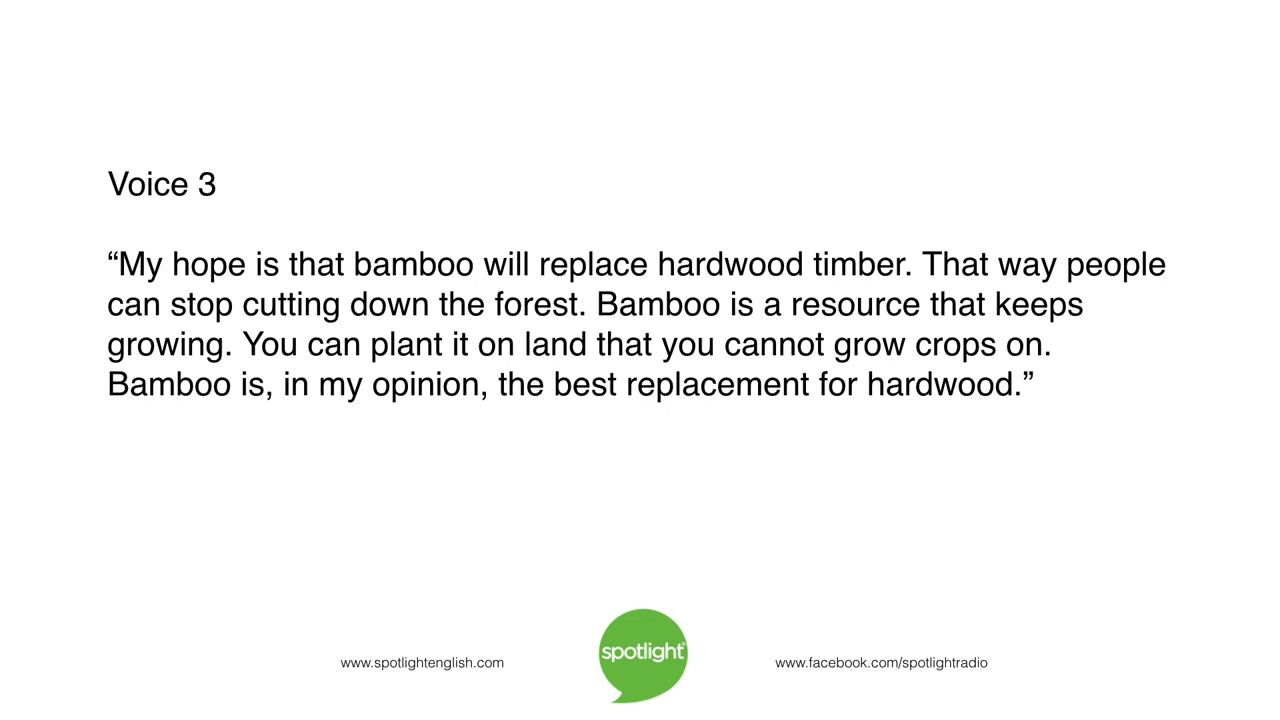 Voice 3
“My hope is that bamboo will replace hardwood timber. That way people
can stop cutting down the forest. Bamboo is a resource that keeps
growing. You can plant it on land that you cannot grow crops on.
Bamboo is, in my opinion, the best replacement for hardwood.”
www.spotlightenglish.com
spotlight®
www.facebook.com/spotlightradio